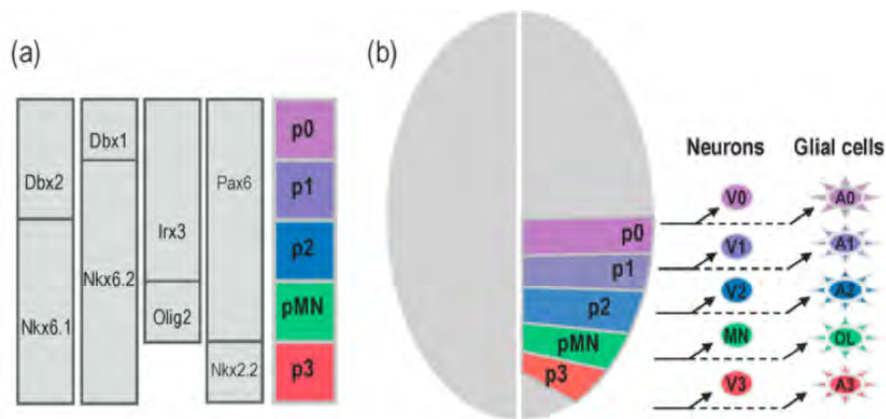 (a)
Dbx2
Nkx6.1
Dbx1
Nkx6.2
Irx3
Olig2
Pax6
Nkx2.2
p0
p1
p2
pMN
p3
(b)
p0
p1
p2
pMN
p3
Neurons Glial cells
V0 A0
V1 A1
V2 A2
MN OL
V3 A3